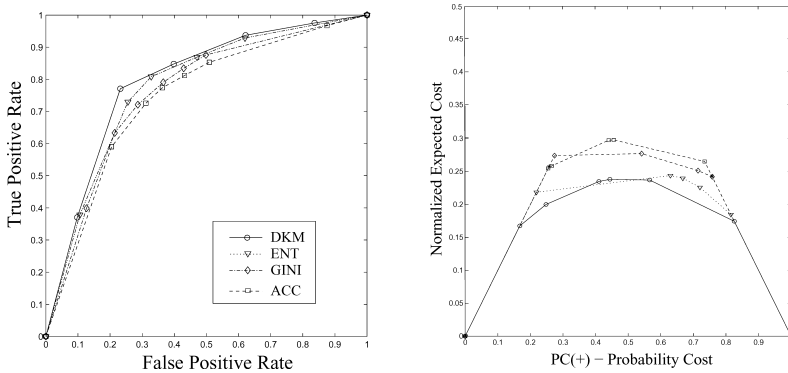 1
0.9
0.8
0.7
0.6
0.5
0.4
0.3
0.2
0.1
0
True Positive Rate
DKM
ENT
GINI
ACC
0 0.1 0.2 0.3 0.4 0.5 0.6 0.7 0.8 0.9 1
False Positive Rate
0.5
0.45
0.4
0.35
0.3
0.25
0.2
0.15
0.1
0.05
0
Normalized Expected Cost
0 0.1 0.2 0.3 0.4 0.5 0.6 0.7 0.8 0.9
PC(+) − Probability Cost